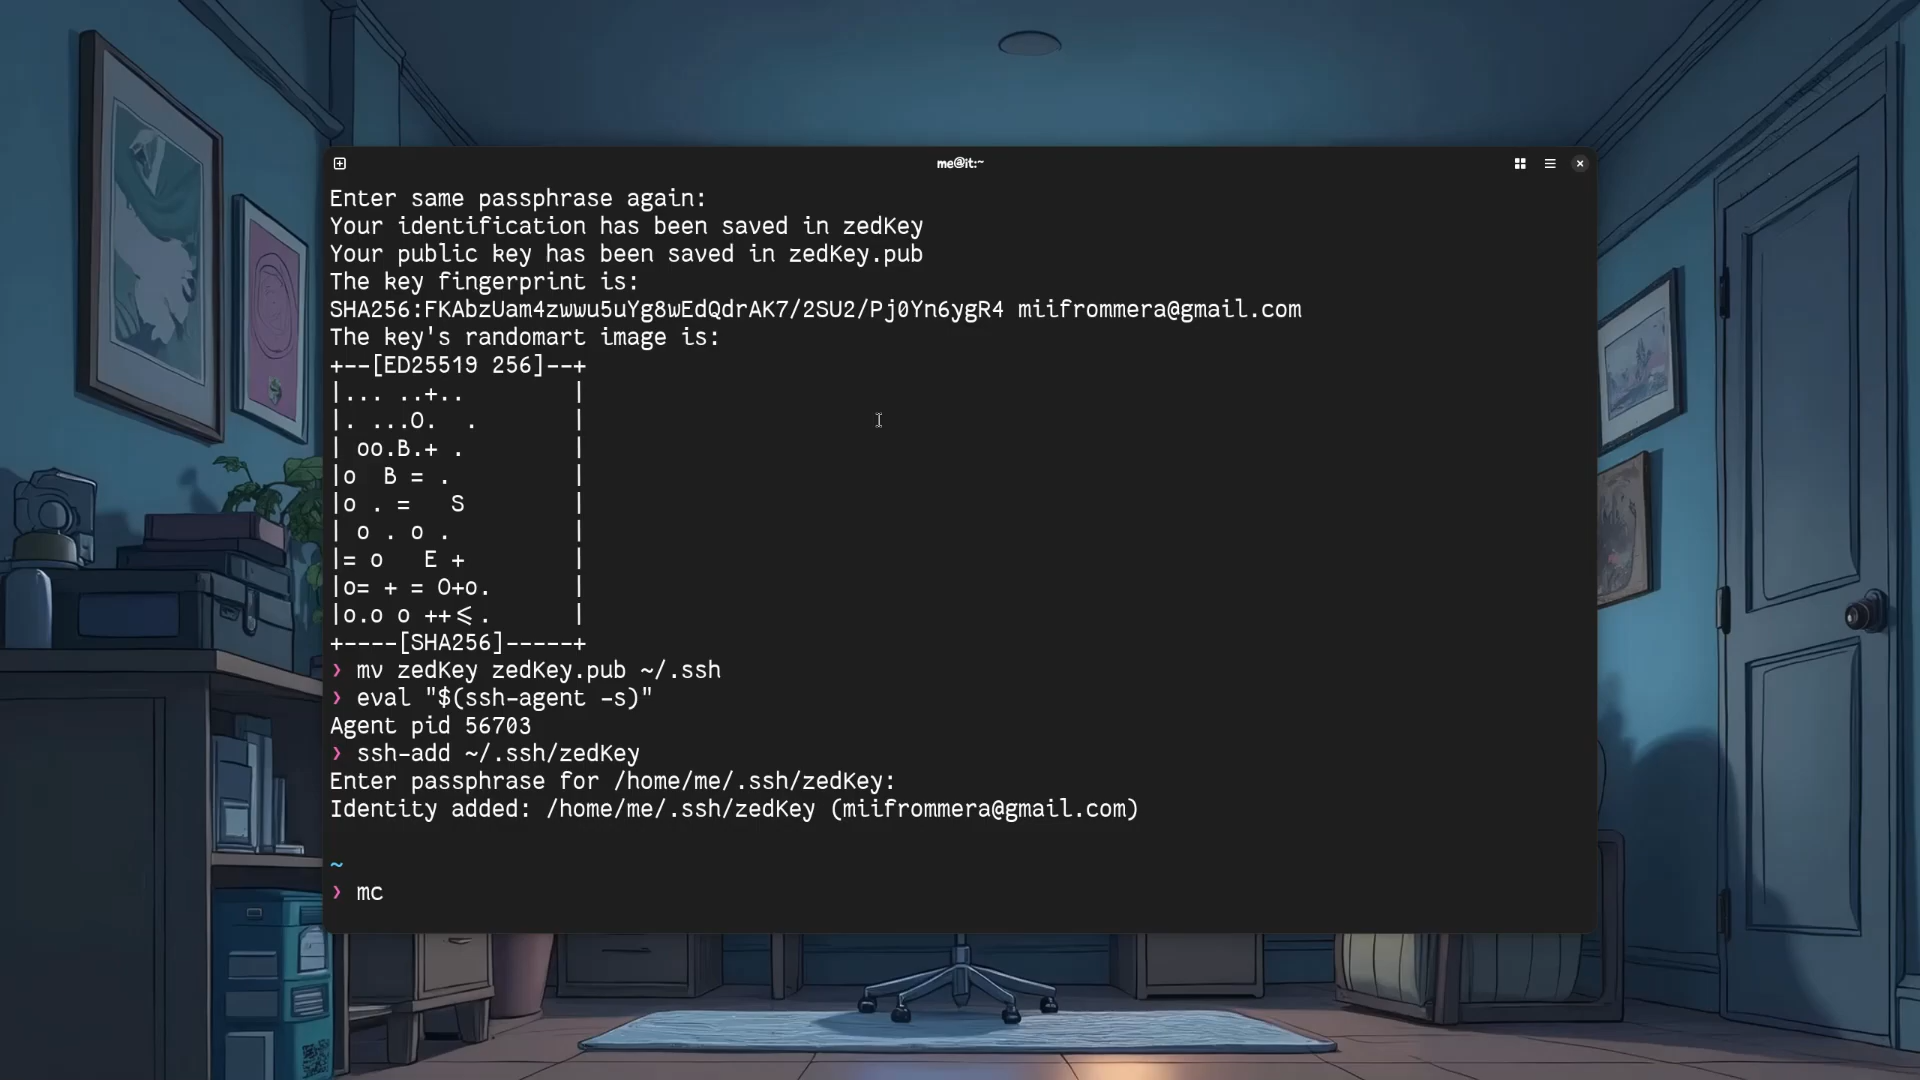 me@it:~
Enter same passphrase again:
Your identification has been saved in zedKey
Your public key has been saved in zedKey.pub
The key fingerprint is:
SHA256:FKAbzUam4zwwu5uYg8wEdQdrAK7/2SU2/Pj0Yn6ygR4 miifrommera@gmail.com
The key's randomart image is:
+--[ED25519 256]--+
|... ..+..        |
|. ...O.  .       |
| oo.B.+ .        |
|o  B = .         |
|o . =   S        |
| o . o .         |
|= o   E +        |
|o= + = O+o.      |
|o.o o ++<=.      |
+----[SHA256]-----+
❯ mv zedKey zedKey.pub ~/.ssh
❯ eval "$(ssh-agent -s)"
Agent pid 56703
❯ ssh-add ~/.ssh/zedKey
Enter passphrase for /home/me/.ssh/zedKey:
Identity added: /home/me/.ssh/zedKey (miifrommera@gmail.com)
~
❯ mc